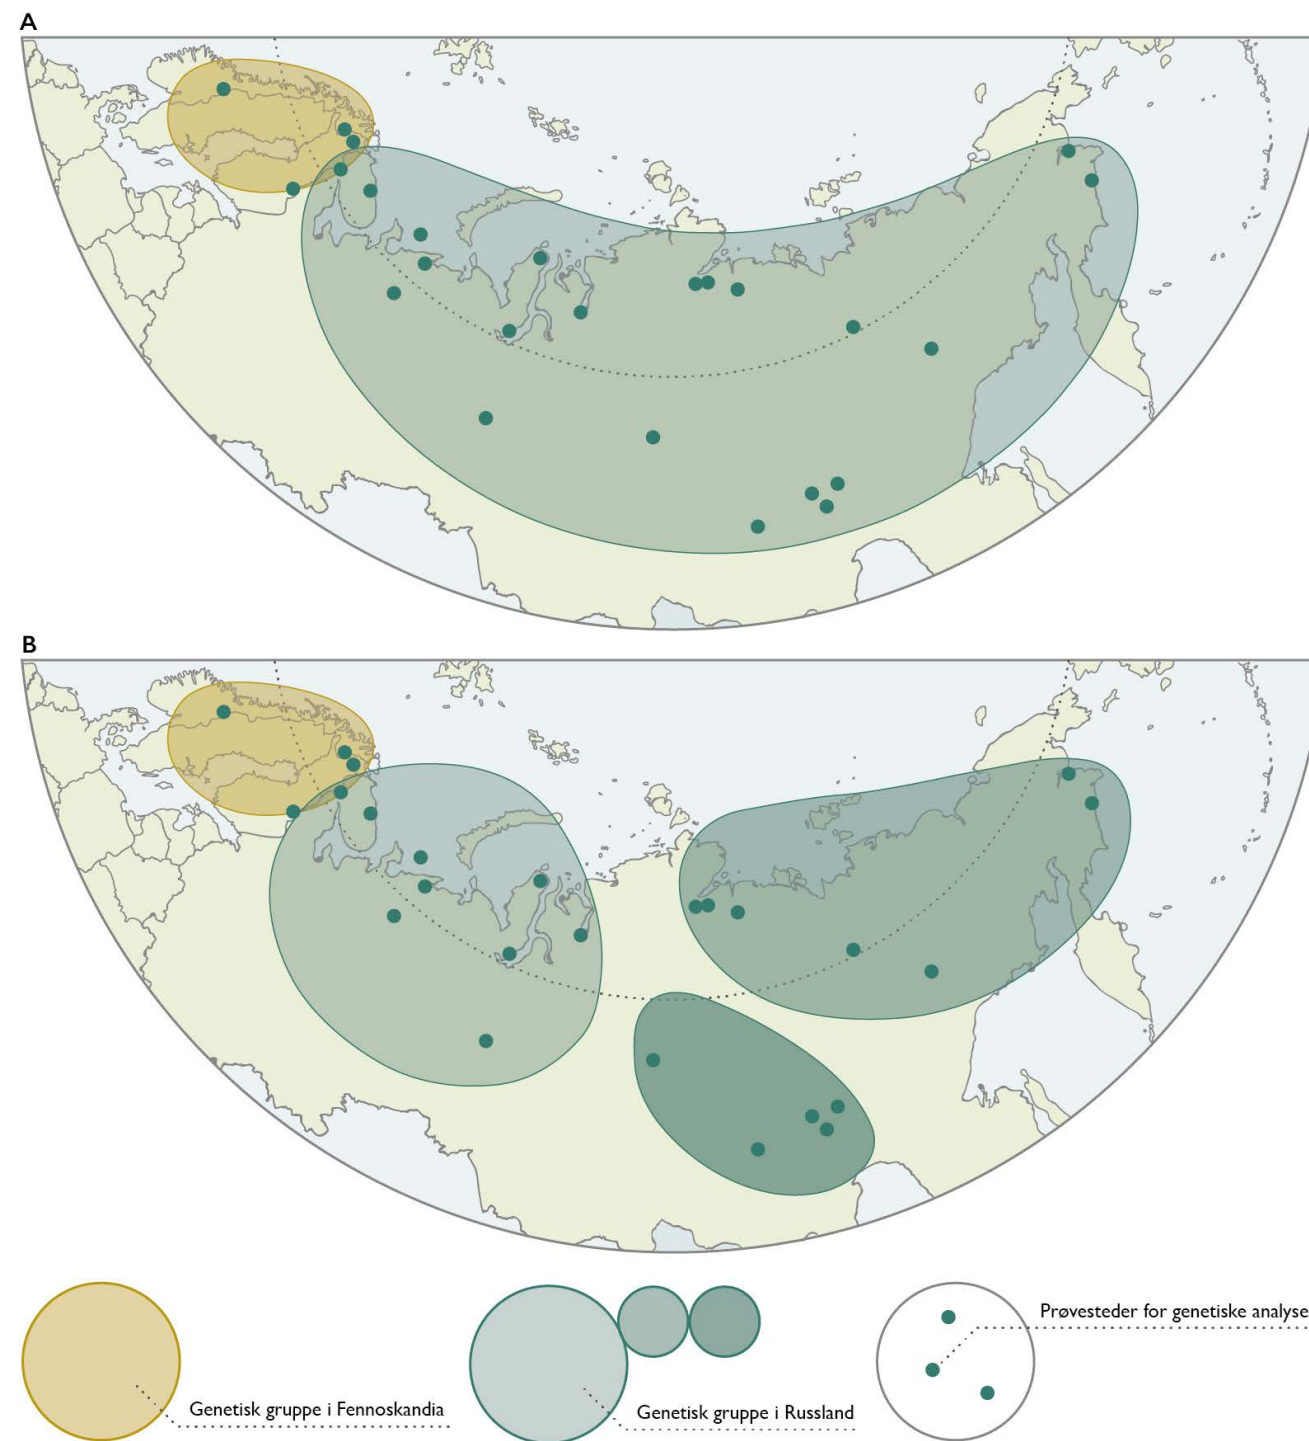 A
B
Genetisk gruppe i Fennoskandia
Genetisk gruppe i Russland
Prøvesteder for genetiske analyse